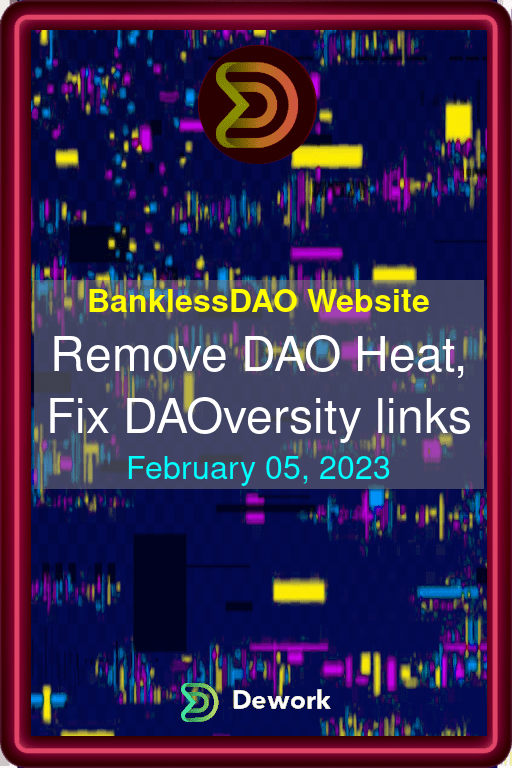 BanklessDAO Website
Remove DAO Heat,
Fix DAOversity links
February 05, 2023
Dework